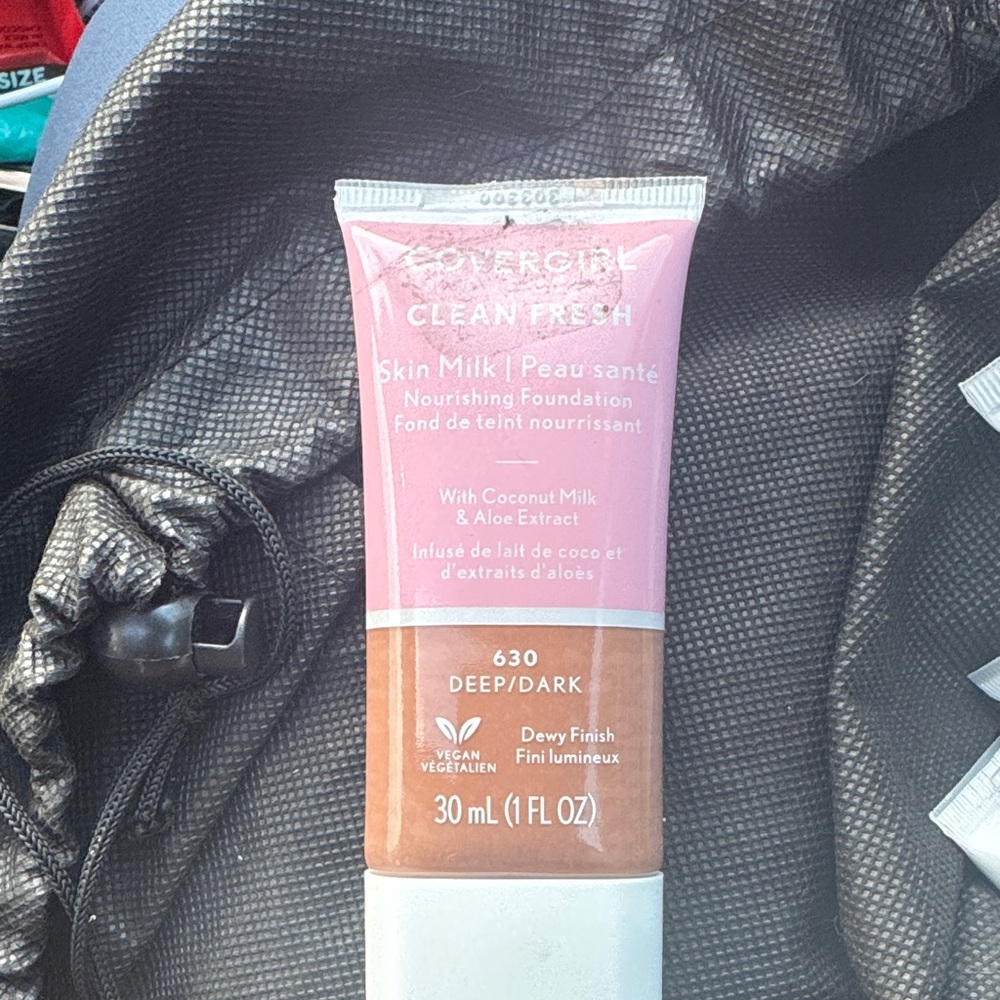 SIZE
COVERGIRL
CLEAN FRESH
Skin Milk | Peau santé
Nourishing Foundation
Fond de teint nourrissant
With Coconut Milk
& Aloe Extract
Infusé de lait de coco et
d'extraits d'aloès
630
DEEP/DARK
VEGAN
VÉGÉTALIEN
Dewy Finish
Fini lumineux
30 mL (1 FL OZ)